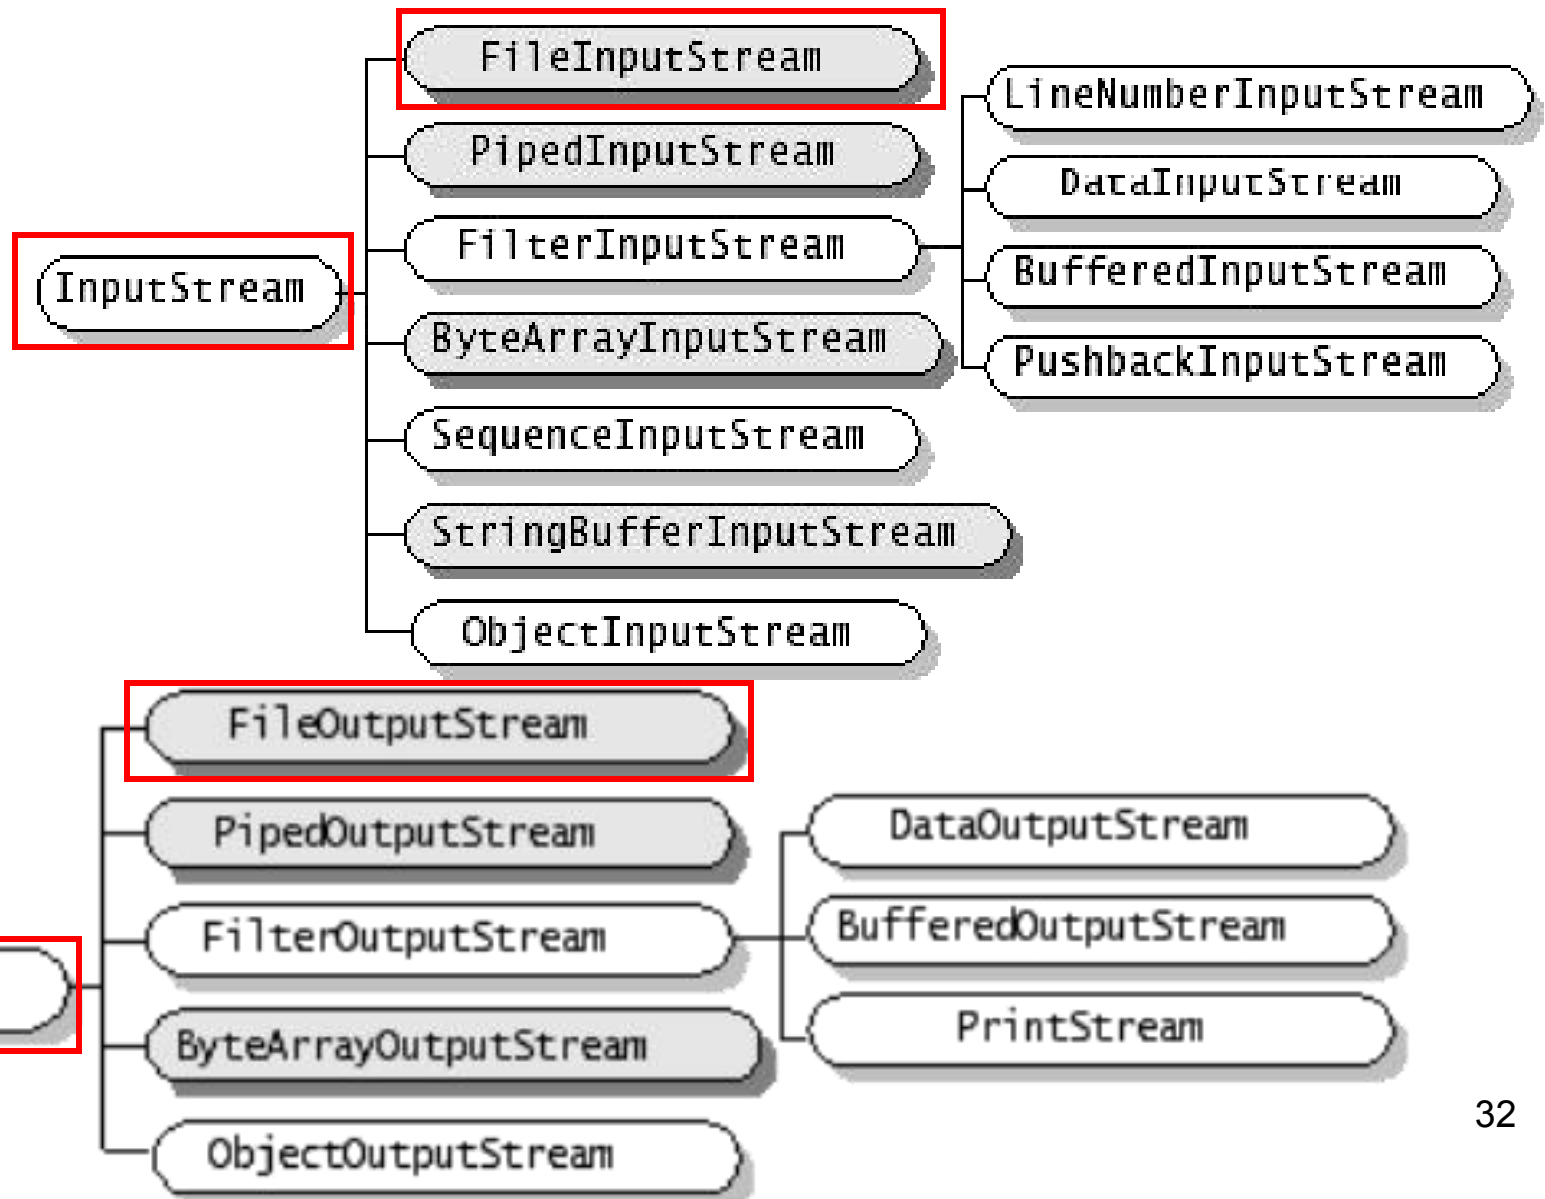 FileInputStream
LineNumberInputStream
PipedInputStream
DataInputStream
FilterInputStream
BufferedInputStream
InputStream
ByteArrayInputStream
PushbackInputStream
SequenceInputStream
StringBufferInputStream
ObjectInputStream
FileOutputStream
PipedOutputStream
DataOutputStream
FilterOutputStream
BufferedOutputStream
ByteArrayOutputStream
PrintStream
ObjectOutputStream
32